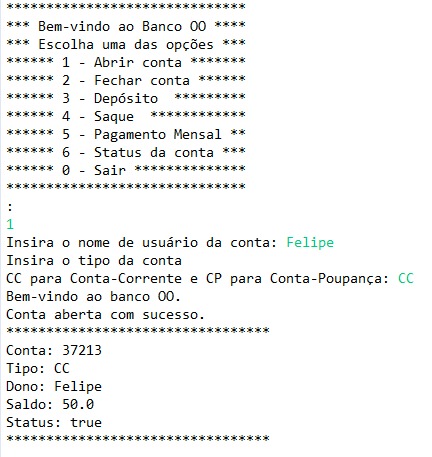 ******************************
*** Bem-vindo ao Banco OO ****
*** Escolha uma das opções ***
****** 1 - Abrir conta *******
****** 2 - Fechar conta ******
****** 3 - Depósito  *********
****** 4 - Saque  ************
****** 5 - Pagamento Mensal **
****** 6 - Status da conta ***
****** 0 - Sair **************
******************************
:
1
Insira o nome de usuário da conta: Felipe
Insira o tipo da conta
CC para Conta-Corrente e CP para Conta-Poupança: CC
Bem-vindo ao banco OO.
Conta aberta com sucesso.
*********************************
Conta: 37213
Tipo: CC
Dono: Felipe
Saldo: 50.0
Status: true
*********************************